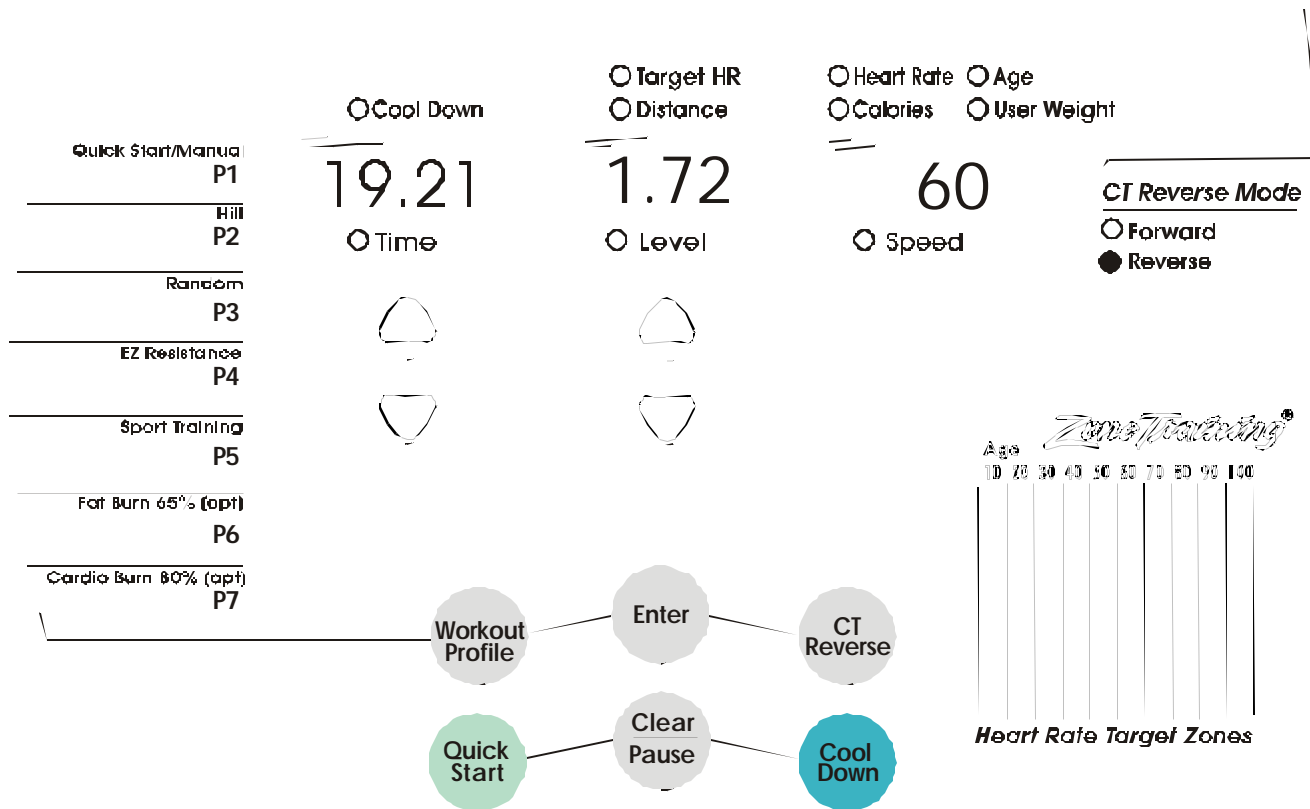 Target HR
Heart Rate
Age
Cool Down
Distance
Calories
User Weight
Quick Start/Manual
P1
19.21
1.72
60
CT Reverse Mode
Hill
P2
Time
Level
Speed
Forward
Reverse
Random
P3
EZ Resistance
P4
Sport Training
P5
Zone Training®
Age
10 20 30 40 50 60 70 80 90 100
Fat Burn 65% (opt)
P6
Cardio Burn 80% (opt)
P7
Workout
Profile
Enter
CT
Reverse
Heart Rate Target Zones
Quick
Start
Clear
Pause
Cool
Down